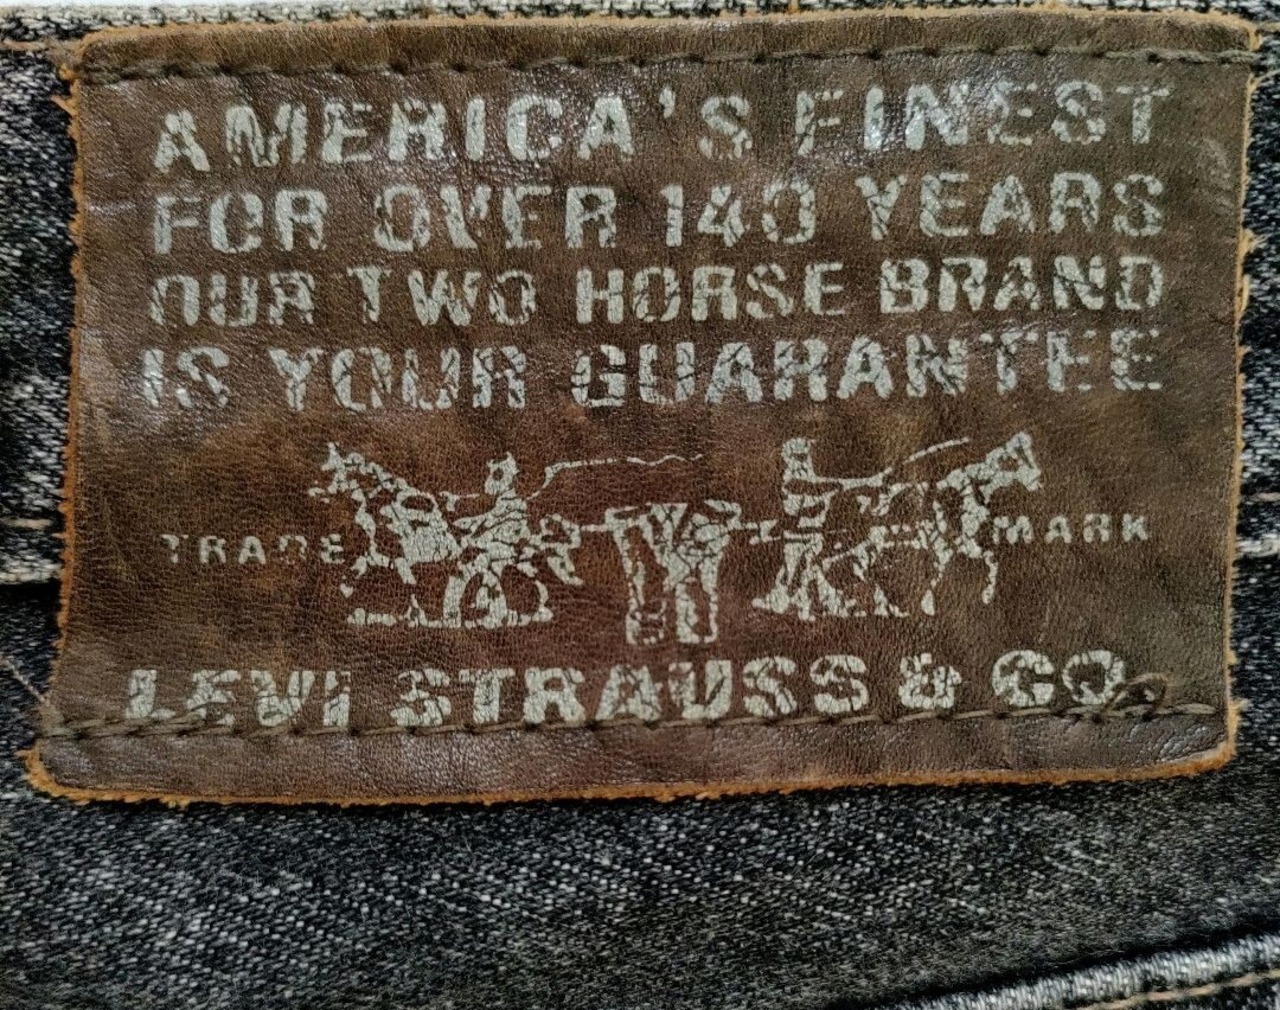 AMERICA'S FINEST
FOR OVER 140 YEARS
OUR TWO HORSE BRAND
IS YOUR GUARANTEE
TRADE MARK
LEVI STRAUSS & CO.